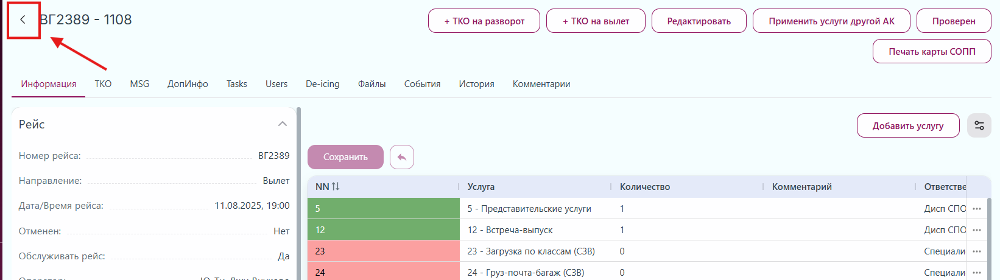 ВГ2389 - 1108
+ ТКО на разворот
+ ТКО на вылет
Редактировать
Применить услуги другой АК
Проверен
Печать карты СОПП
Информация ТКО MSG ДопИнфо Tasks Users De-icing Файлы События История Комментарии
Рейс
Номер рейса: ВГ2389
Направление: Вылет
Дата/Время рейса: 11.08.2025, 19:00
Отменен: Нет
Обслуживать рейс: Да
Добавить услугу
Сохранить
NN Услуга Количество Комментарий Ответстве
5 5 - Представительские услуги 1 Дисп СПО
12 12 - Встреча-выпуск 1 Дисп СПО
23 23 - Загрузка по классам (СЗВ) 0 Специали
24 24 - Груз-почта-багаж (СЗВ) 0 Специали